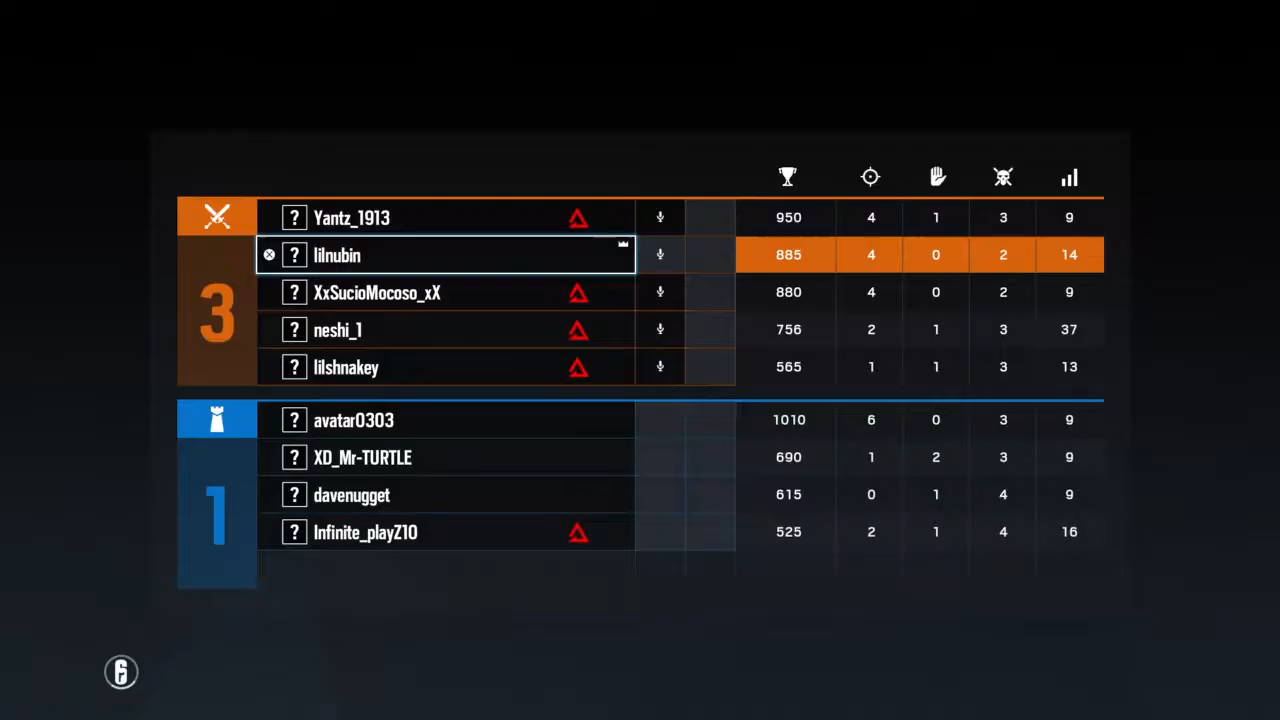 ? Yantz_1913 950 4 1 3 9
? lilnubin 885 4 0 2 14
3
? XxSucioMocoso_xX 880 4 0 2 9
? neshi_1 756 2 1 3 37
? lilshnakey 565 1 1 3 13
? avatar0303 1010 6 0 3 9
? XD_Mr-TURTLE 690 1 2 3 9
1
? davenugget 615 0 1 4 9
? Infinite_playZ10 525 2 1 4 16
6